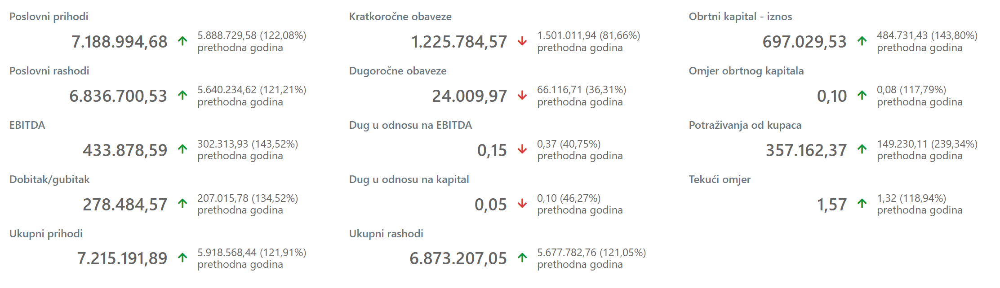 Poslovni prihodi
7.188.994,68
5.888.729,58 (122,08%)
prethodna godina
Poslovni rashodi
6.836.700,53
5.640.234,62 (121,21%)
prethodna godina
EBITDA
433.878,59
302.313,93 (143,52%)
prethodna godina
Dobitak/gubitak
278.484,57
207.015,78 (134,52%)
prethodna godina
Ukupni prihodi
7.215.191,89
5.918.568,44 (121,91%)
prethodna godina
Kratkoročne obaveze
1.225.784,57
1.501.011,94 (81,66%)
prethodna godina
Dugoročne obaveze
24.009,97
66.116,71 (36,31%)
prethodna godina
Dug u odnosu na EBITDA
0,15
0,37 (40,75%)
prethodna godina
Dug u odnosu na kapital
0,05
0,10 (46,27%)
prethodna godina
Ukupni rashodi
6.873.207,05
5.677.782,76 (121,05%)
prethodna godina
Obrtni kapital - iznos
697.029,53
484.731,43 (143,80%)
prethodna godina
Omjer obrtnog kapitala
0,10
0,08 (117,79%)
prethodna godina
Potraživanja od kupaca
357.162,37
149.230,11 (239,34%)
prethodna godina
Tekući omjer
1,57
1,32 (118,94%)
prethodna godina